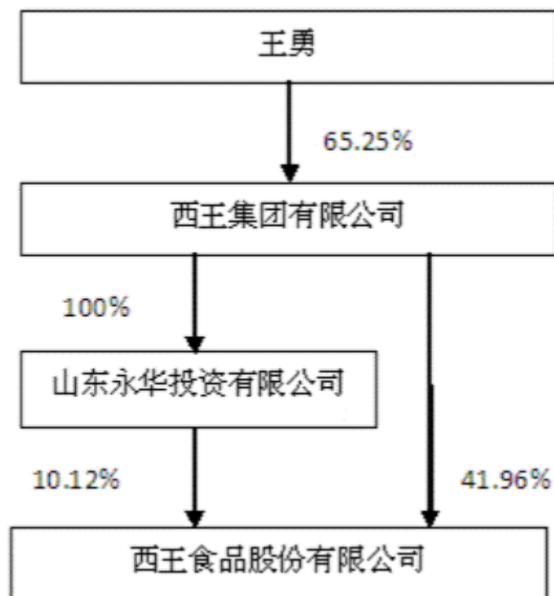 王勇
65.25%
西王集团有限公司
100%
山东永华投资有限公司
10.12%
41.96%
西王食品股份有限公司